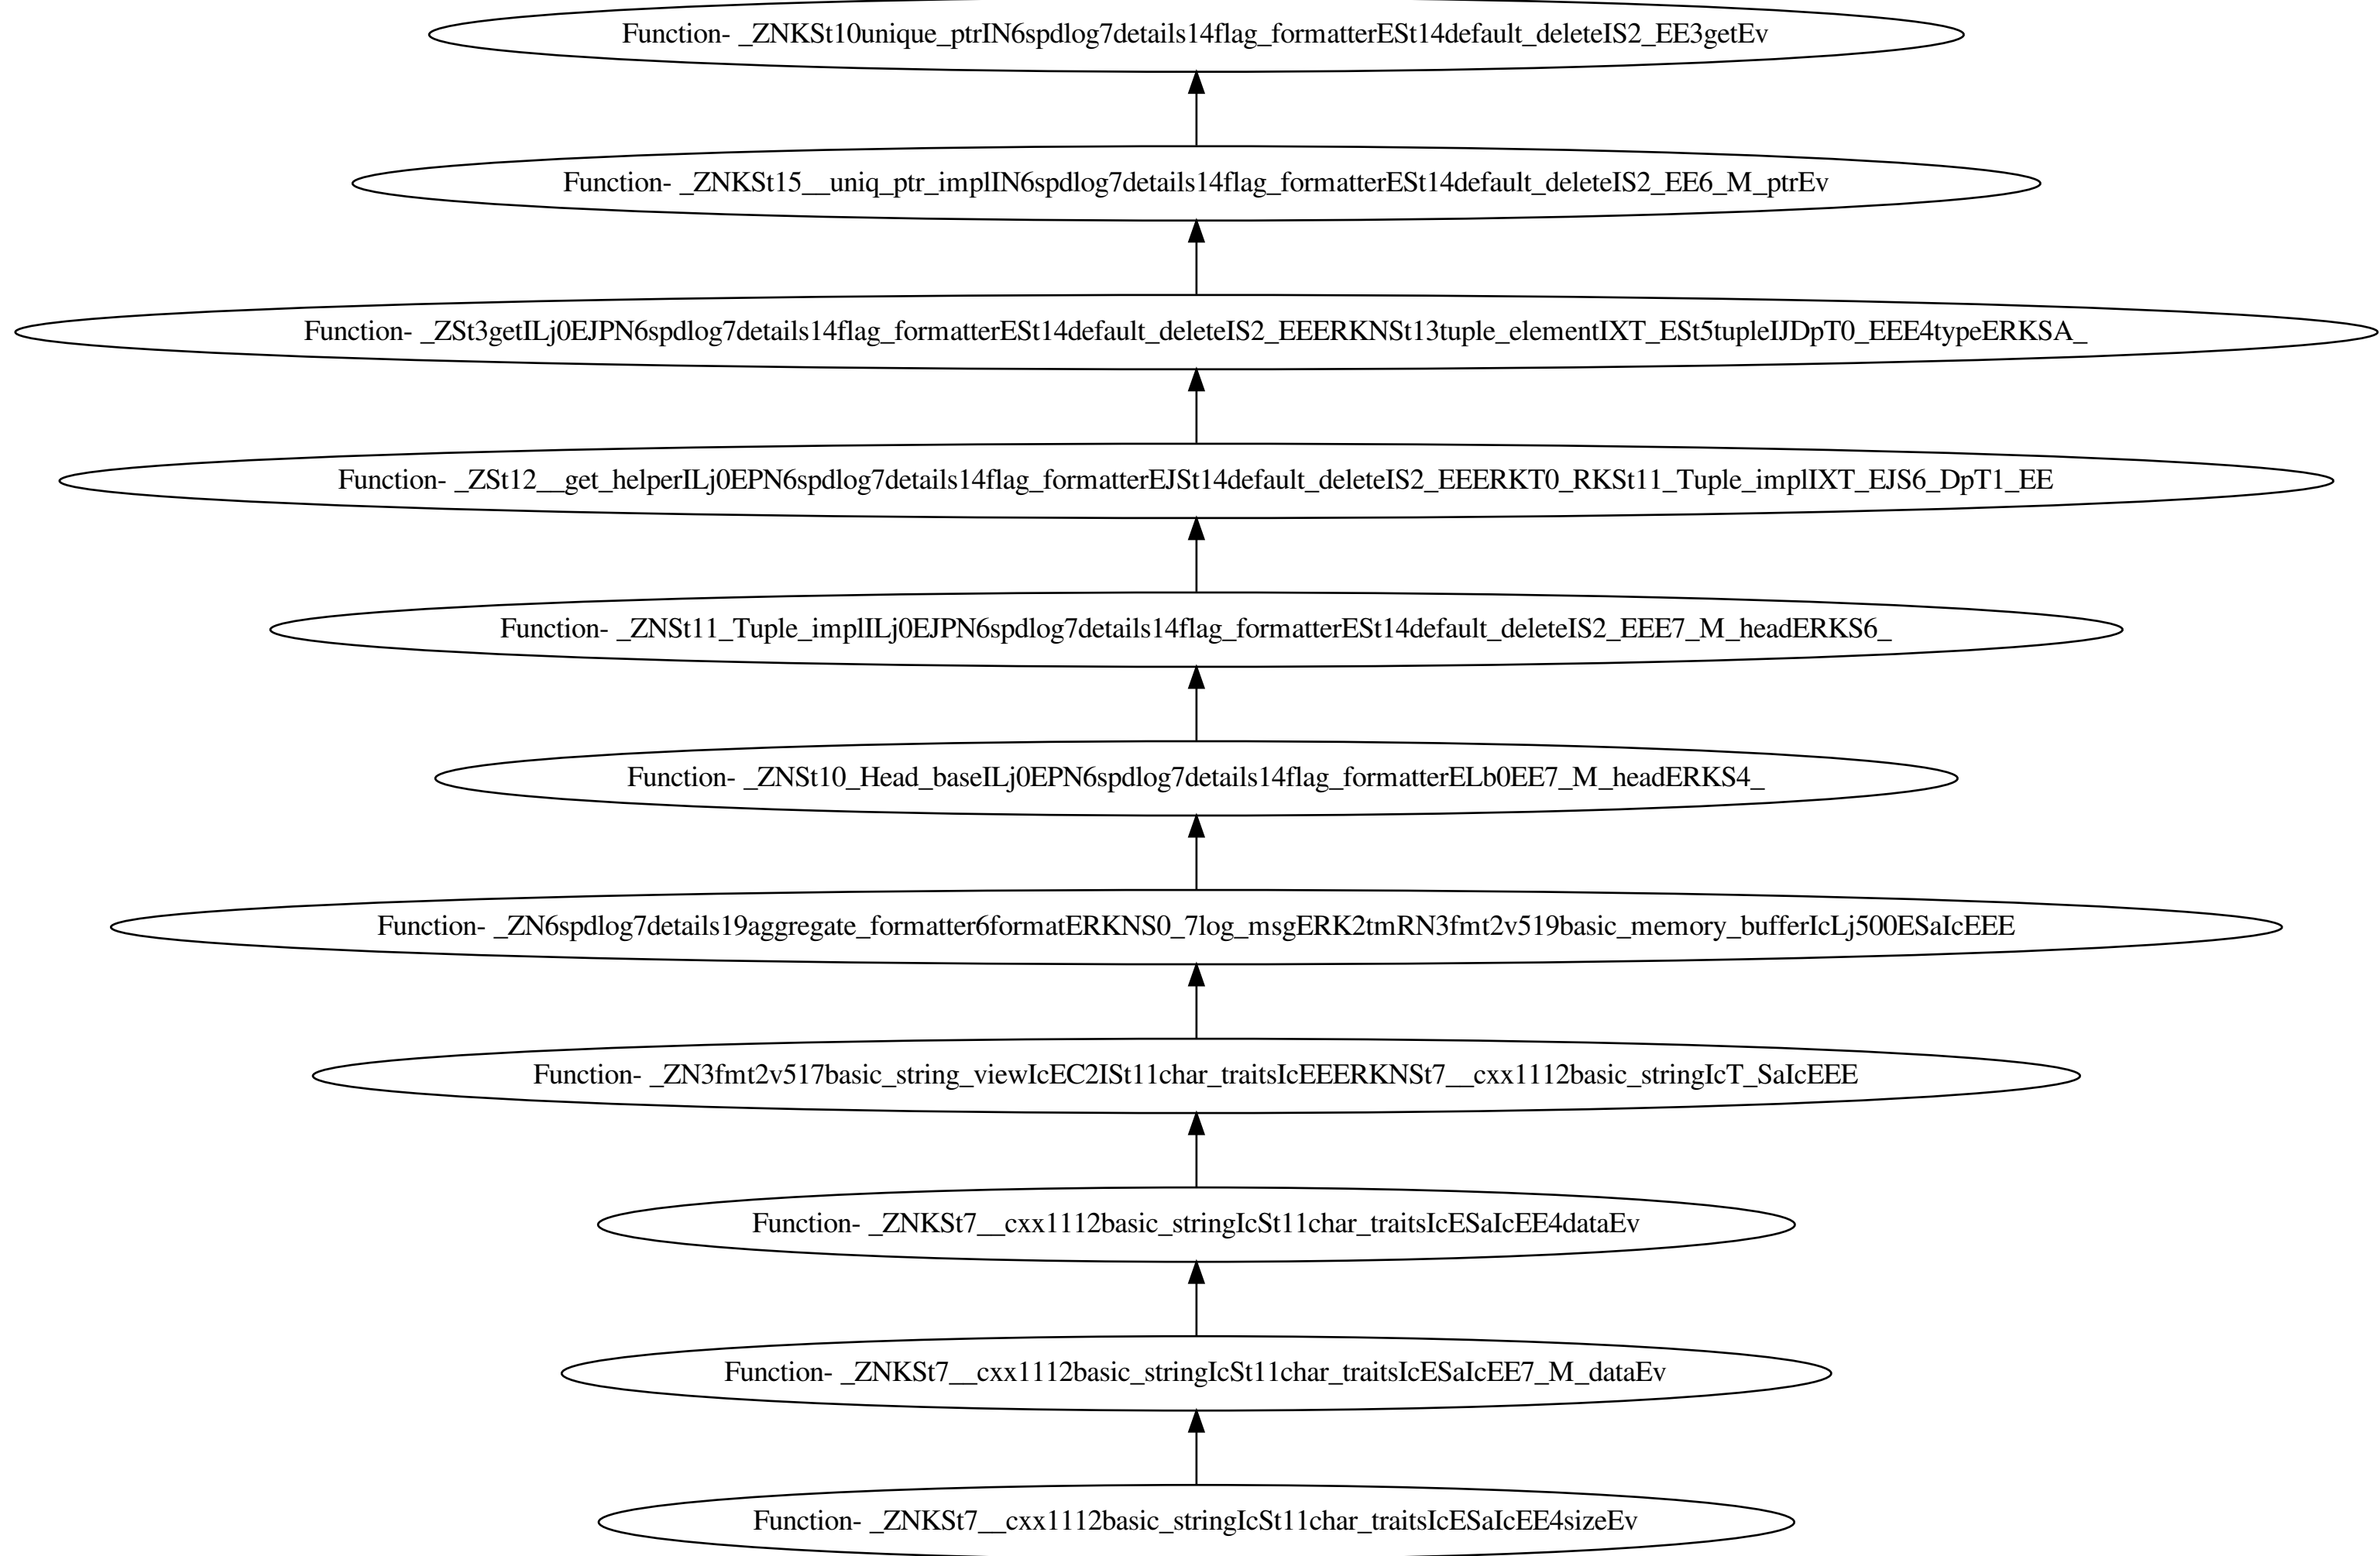 Function- _ZNKSt10unique_ptrIN6spdlog7details14flag_formatterESt14default_deleteIS2_EE3getEv
Function- _ZNKSt15__uniq_ptr_implIN6spdlog7details14flag_formatterESt14default_deleteIS2_EE6_M_ptrEv
Function- _ZSt3getILj0EJPN6spdlog7details14flag_formatterESt14default_deleteIS2_EEERKNSt13tuple_elementIXT_ESt5tupleIJDpT0_EEE4typeERKSA_
Function- _ZSt12__get_helperILj0EPN6spdlog7details14flag_formatterEJSt14default_deleteIS2_EEERKT0_RKSt11_Tuple_implIXT_EJS6_DpT1_EE
Function- _ZNSt11_Tuple_implILj0EJPN6spdlog7details14flag_formatterESt14default_deleteIS2_EEE7_M_headERKS6_
Function- _ZNSt10_Head_baseILj0EPN6spdlog7details14flag_formatterELb0EE7_M_headERKS4_
Function- _ZN6spdlog7details19aggregate_formatter6formatERKNS0_7log_msgERK2tmRN3fmt2v519basic_memory_bufferIcLj500ESaIcEEE
Function- _ZN3fmt2v517basic_string_viewIcEC2ISt11char_traitsIcEEERKNSt7__cxx1112basic_stringIcT_SaIcEEE
Function- _ZNKSt7__cxx1112basic_stringIcSt11char_traitsIcESaIcEE4dataEv
Function- _ZNKSt7__cxx1112basic_stringIcSt11char_traitsIcESaIcEE7_M_dataEv
Function- _ZNKSt7__cxx1112basic_stringIcSt11char_traitsIcESaIcEE4sizeEv